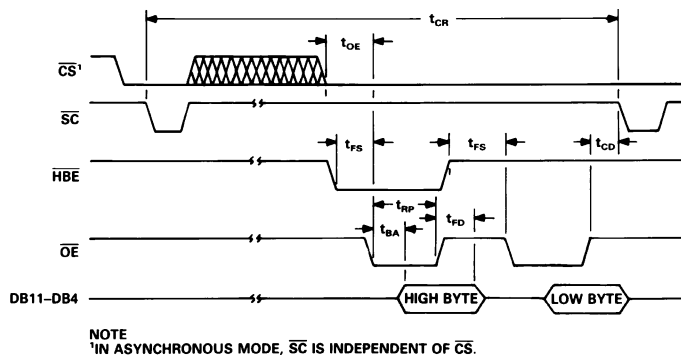 tCR
tOE
CS¹
SC
tFS
tFS
tCD
HBE
tRP
tBA
tFD
OE
DB11–DB4
HIGH BYTE
LOW BYTE
NOTE
¹IN ASYNCHRONOUS MODE, SC IS INDEPENDENT OF CS.